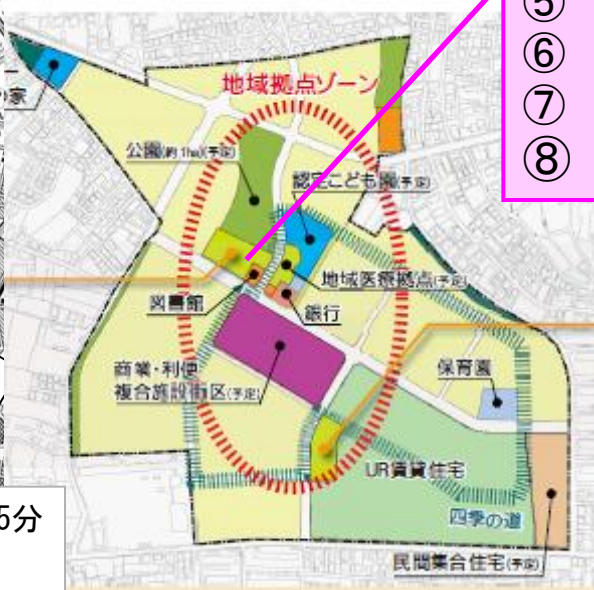 ⑤
⑥
⑦
⑧
家
地域拠点ゾーン
公園(約1ha)(予定)
認定こども園(予定)
地域医療拠点(予定)
図書館
銀行
商業・利便
複合施設街区(予定)
保育園
UR賃貸住宅
四季の道
5分
民間集合住宅(予定)